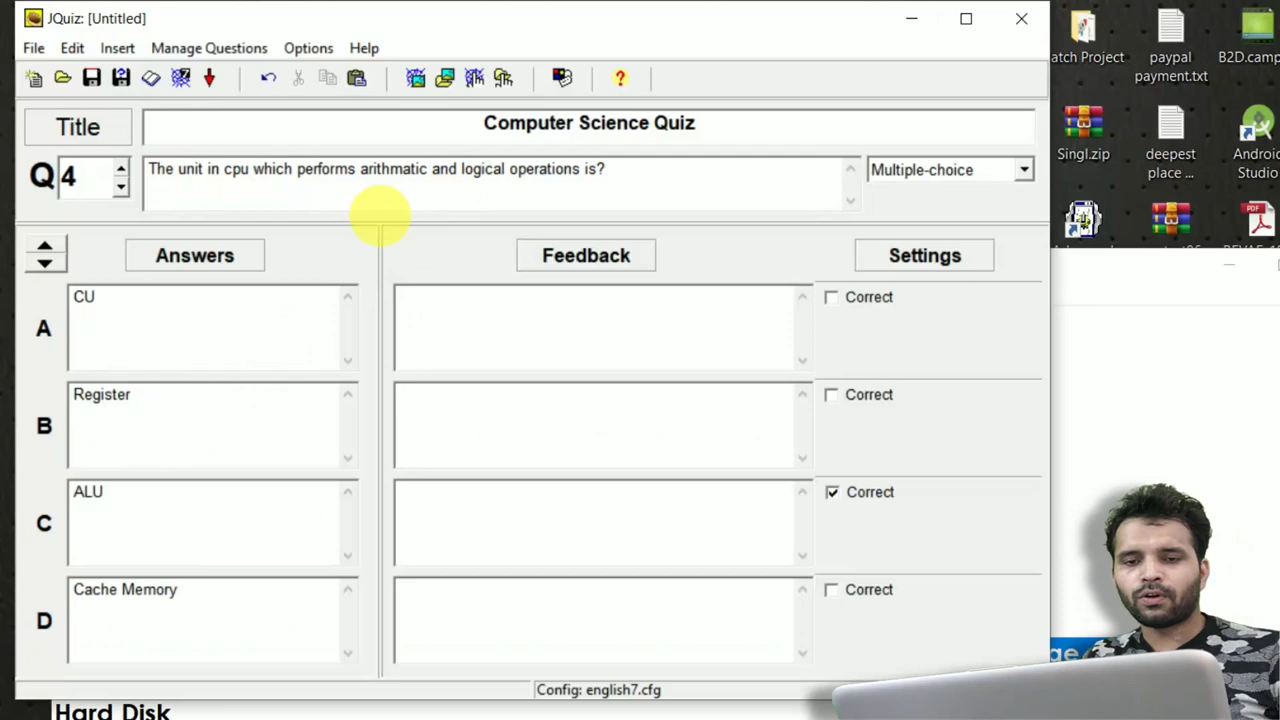 JQuiz: [Untitled]
File Edit Insert Manage Questions Options Help
Title
Computer Science Quiz
Q 4
The unit in cpu which performs arithmatic and logical operations is?
Multiple-choice
Answers
Feedback
Settings
A
CU
Correct
B
Register
Correct
C
ALU
Correct
D
Cache Memory
Correct
Config: english7.cfg
Hard Disk
atch Project
paypal
payment.txt
B2D.camp
Singl.zip
deepest
place ...
Android
Studio
PDF